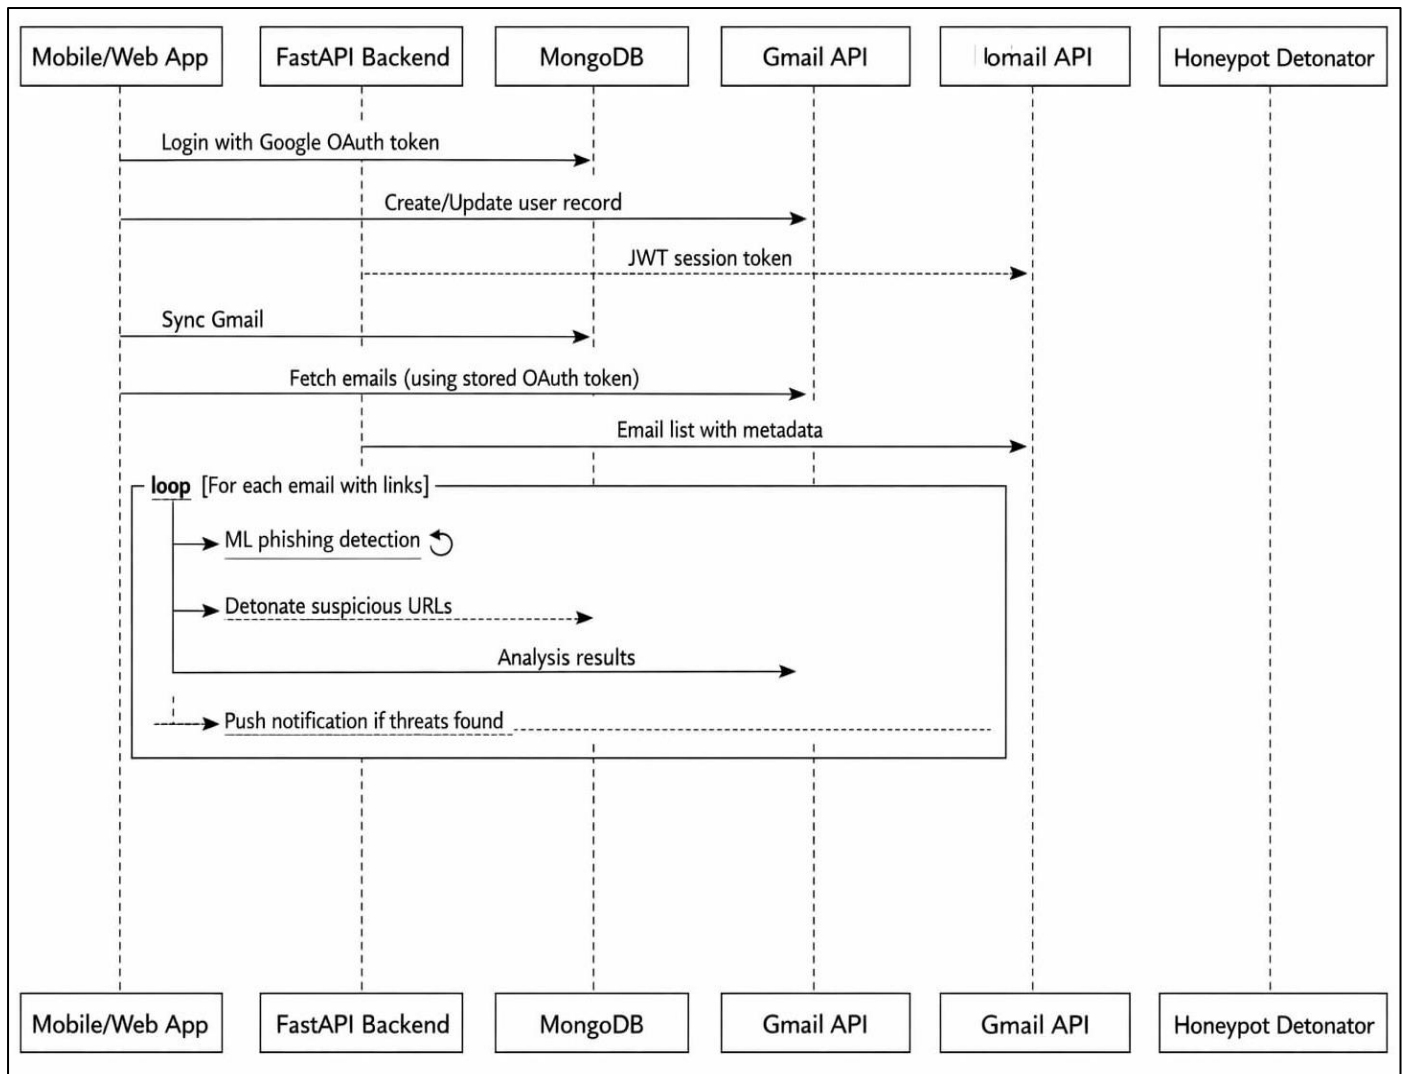 Mobile/Web App
FastAPI Backend
MongoDB
Gmail API
lomail API
Honeypot Detonator
Login with Google OAuth token
Create/Update user record
JWT session token
Sync Gmail
Fetch emails (using stored OAuth token)
Email list with metadata
loop [For each email with links]
ML phishing detection
Detonate suspicious URLs
Analysis results
Push notification if threats found
Mobile/Web App
FastAPI Backend
MongoDB
Gmail API
Gmail API
Honeypot Detonator